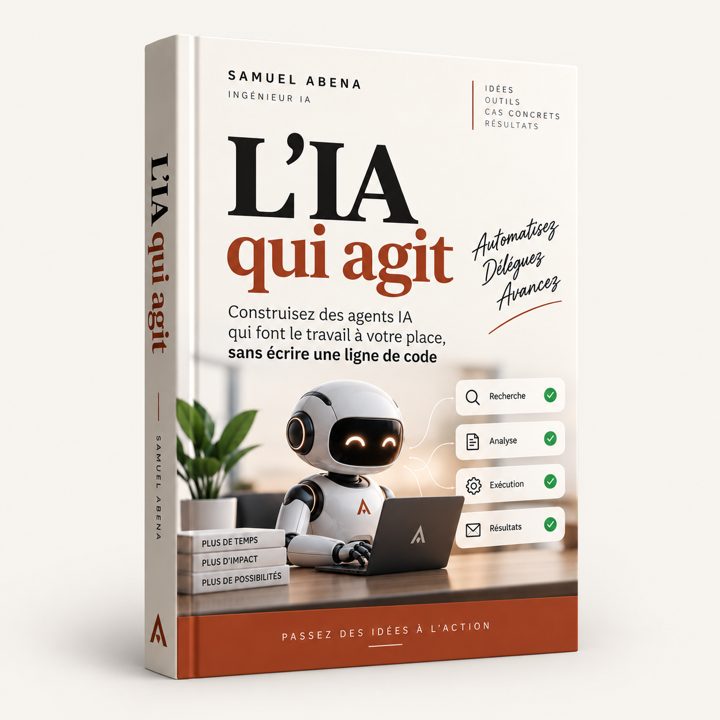 SAMUEL ABENA
INGÉNIEUR IA
IDÉES
OUTILS
CAS CONCRETS
RÉSULTATS
L'IA
qui agit
Automatisez
Déléguez
Avancez
Construisez des agents IA
qui font le travail à votre place,
sans écrire une ligne de code
Recherche
Analyse
Exécution
Résultats
PLUS DE TEMPS
PLUS D'IMPACT
PLUS DE POSSIBILITÉS
PASSEZ DES IDÉES À L'ACTION
L'IA qui agit
SAMUEL ABENA